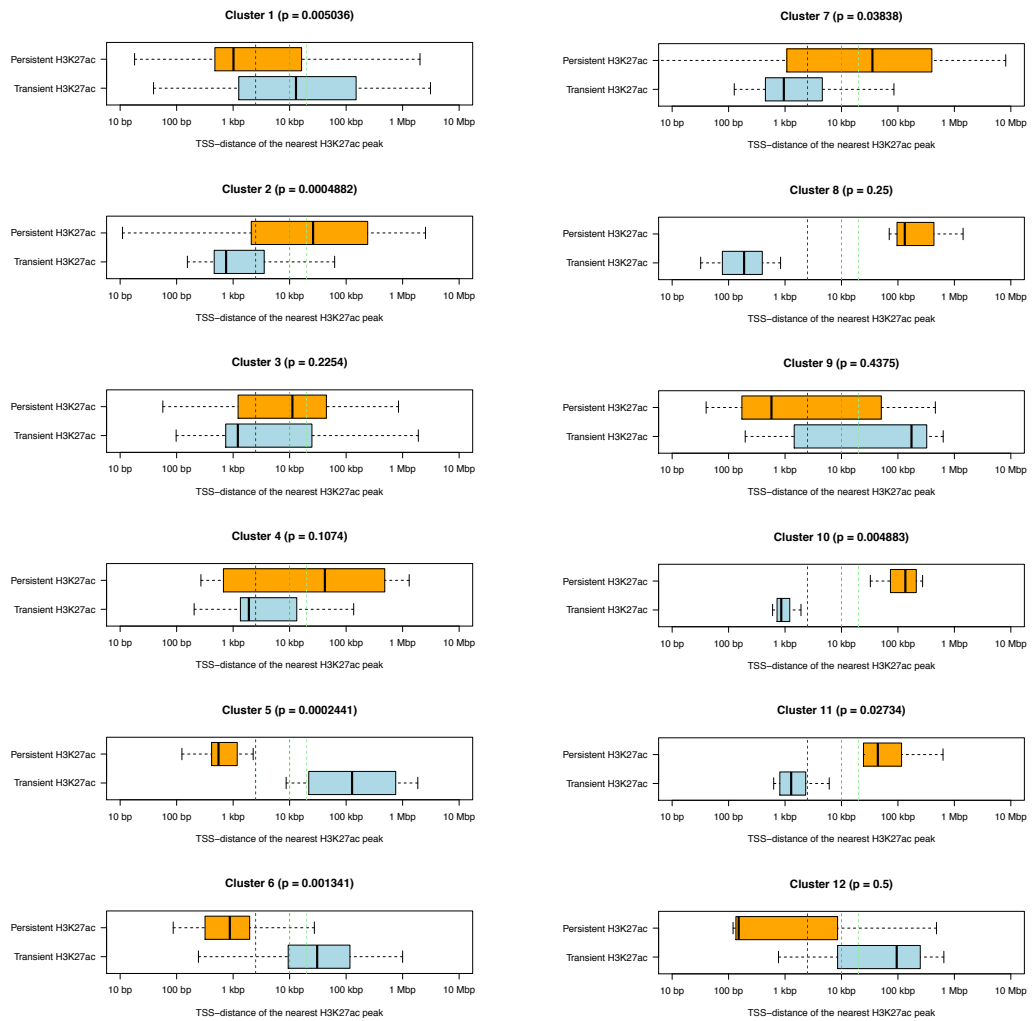 Cluster 1 (p = 0.005036)
Persistent H3K27ac
Transient H3K27ac
10 bp 100 bp 1 kbp 10 kbp 100 kbp 1 Mbp 10 Mbp
TSS−distance of the nearest H3K27ac peak
Cluster 2 (p = 0.0004882)
Persistent H3K27ac
Transient H3K27ac
10 bp 100 bp 1 kbp 10 kbp 100 kbp 1 Mbp 10 Mbp
TSS−distance of the nearest H3K27ac peak
Cluster 3 (p = 0.2254)
Persistent H3K27ac
Transient H3K27ac
10 bp 100 bp 1 kbp 10 kbp 100 kbp 1 Mbp 10 Mbp
TSS−distance of the nearest H3K27ac peak
Cluster 4 (p = 0.1074)
Persistent H3K27ac
Transient H3K27ac
10 bp 100 bp 1 kbp 10 kbp 100 kbp 1 Mbp 10 Mbp
TSS−distance of the nearest H3K27ac peak
Cluster 5 (p = 0.0002441)
Persistent H3K27ac
Transient H3K27ac
10 bp 100 bp 1 kbp 10 kbp 100 kbp 1 Mbp 10 Mbp
TSS−distance of the nearest H3K27ac peak
Cluster 6 (p = 0.001341)
Persistent H3K27ac
Transient H3K27ac
10 bp 100 bp 1 kbp 10 kbp 100 kbp 1 Mbp 10 Mbp
TSS−distance of the nearest H3K27ac peak
Cluster 7 (p = 0.03838)
Persistent H3K27ac
Transient H3K27ac
10 bp 100 bp 1 kbp 10 kbp 100 kbp 1 Mbp 10 Mbp
TSS−distance of the nearest H3K27ac peak
Cluster 8 (p = 0.25)
Persistent H3K27ac
Transient H3K27ac
10 bp 100 bp 1 kbp 10 kbp 100 kbp 1 Mbp 10 Mbp
TSS−distance of the nearest H3K27ac peak
Cluster 9 (p = 0.4375)
Persistent H3K27ac
Transient H3K27ac
10 bp 100 bp 1 kbp 10 kbp 100 kbp 1 Mbp 10 Mbp
TSS−distance of the nearest H3K27ac peak
Cluster 10 (p = 0.004883)
Persistent H3K27ac
Transient H3K27ac
10 bp 100 bp 1 kbp 10 kbp 100 kbp 1 Mbp 10 Mbp
TSS−distance of the nearest H3K27ac peak
Cluster 11 (p = 0.02734)
Persistent H3K27ac
Transient H3K27ac
10 bp 100 bp 1 kbp 10 kbp 100 kbp 1 Mbp 10 Mbp
TSS−distance of the nearest H3K27ac peak
Cluster 12 (p = 0.5)
Persistent H3K27ac
Transient H3K27ac
10 bp 100 bp 1 kbp 10 kbp 100 kbp 1 Mbp 10 Mbp
TSS−distance of the nearest H3K27ac peak